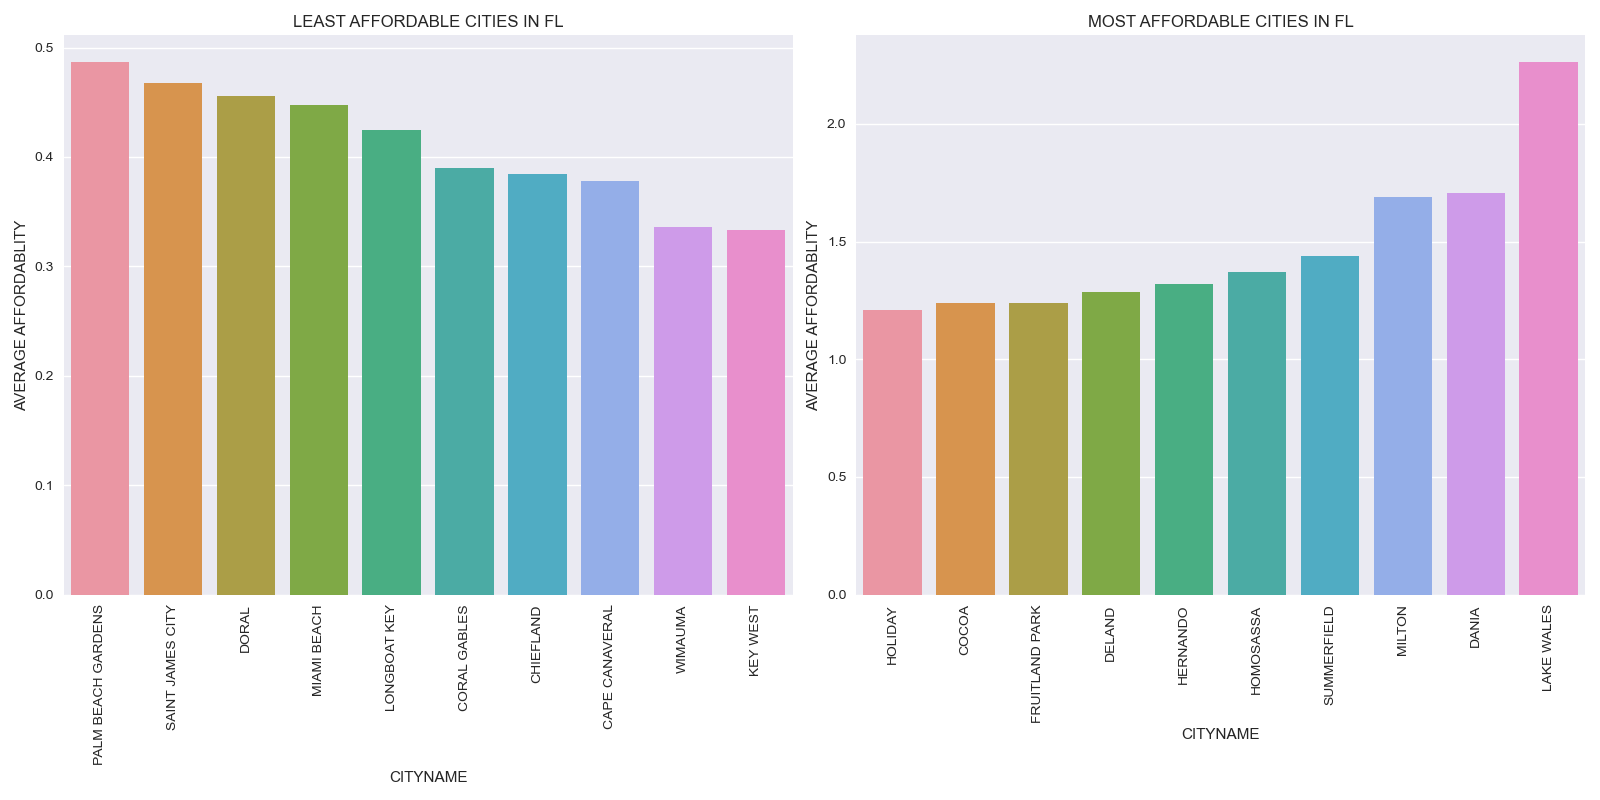 LEAST AFFORDABLE CITIES IN FL
AVERAGE AFFORDABLITY
0.5
0.4
0.3
0.2
0.1
0.0
PALM BEACH GARDENS
SAINT JAMES CITY
DORAL
MIAMI BEACH
LONGBOAT KEY
CORAL GABLES
CHIEFLAND
CAPE CANAVERAL
WIMAUMA
KEY WEST
CITYNAME
MOST AFFORDABLE CITIES IN FL
AVERAGE AFFORDABLITY
2.0
1.5
1.0
0.5
0.0
HOLIDAY
COCOA
FRUITLAND PARK
DELAND
HERNANDO
HOMOSASSA
SUMMERFIELD
MILTON
DANIA
LAKE WALES
CITYNAME